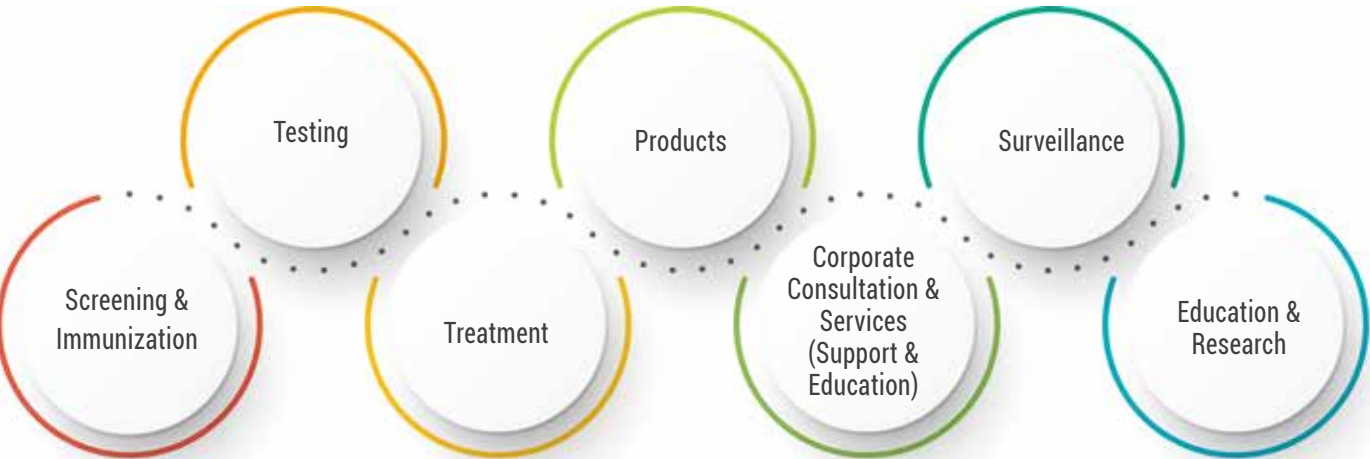 Screening &
Immunization
Testing
Treatment
Products
Corporate
Consultation &
Services
(Support &
Education)
Surveillance
Education &
Research